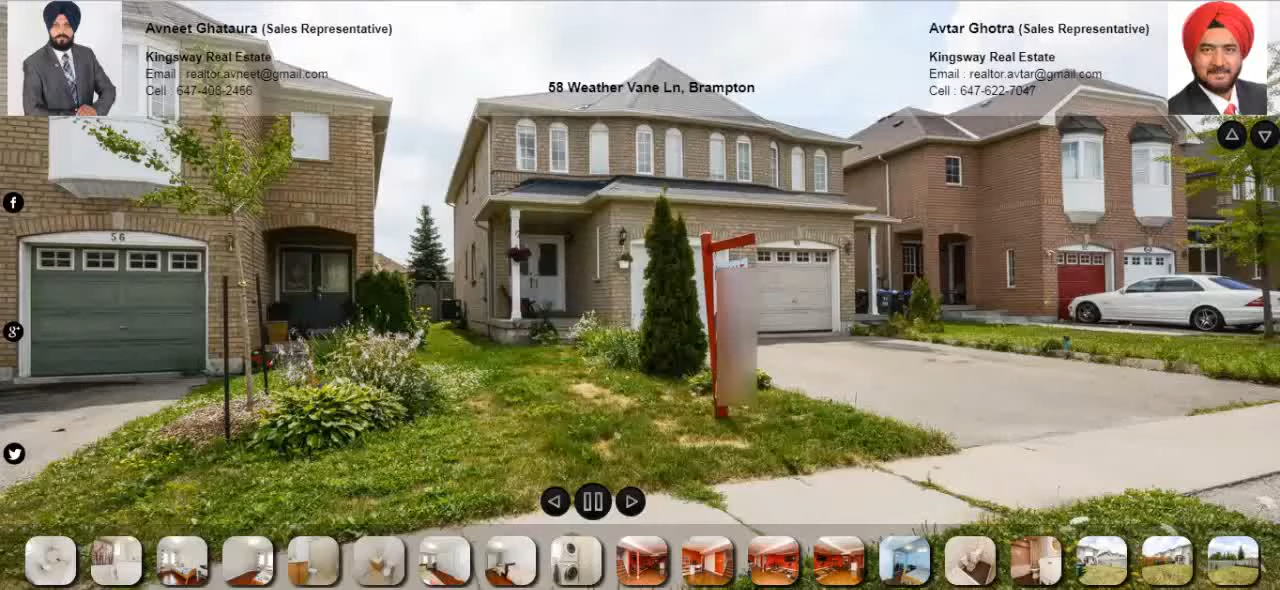 Avneet Ghataura (Sales Representative)
Kingsway Real Estate
Email : realtor.avneet@gmail.com
Cell : 647-408-2456
58 Weather Vane Ln, Brampton
Avtar Ghotra (Sales Representative)
Kingsway Real Estate
Email : realtor.avtar@gmail.com
Cell : 647-622-7047
56